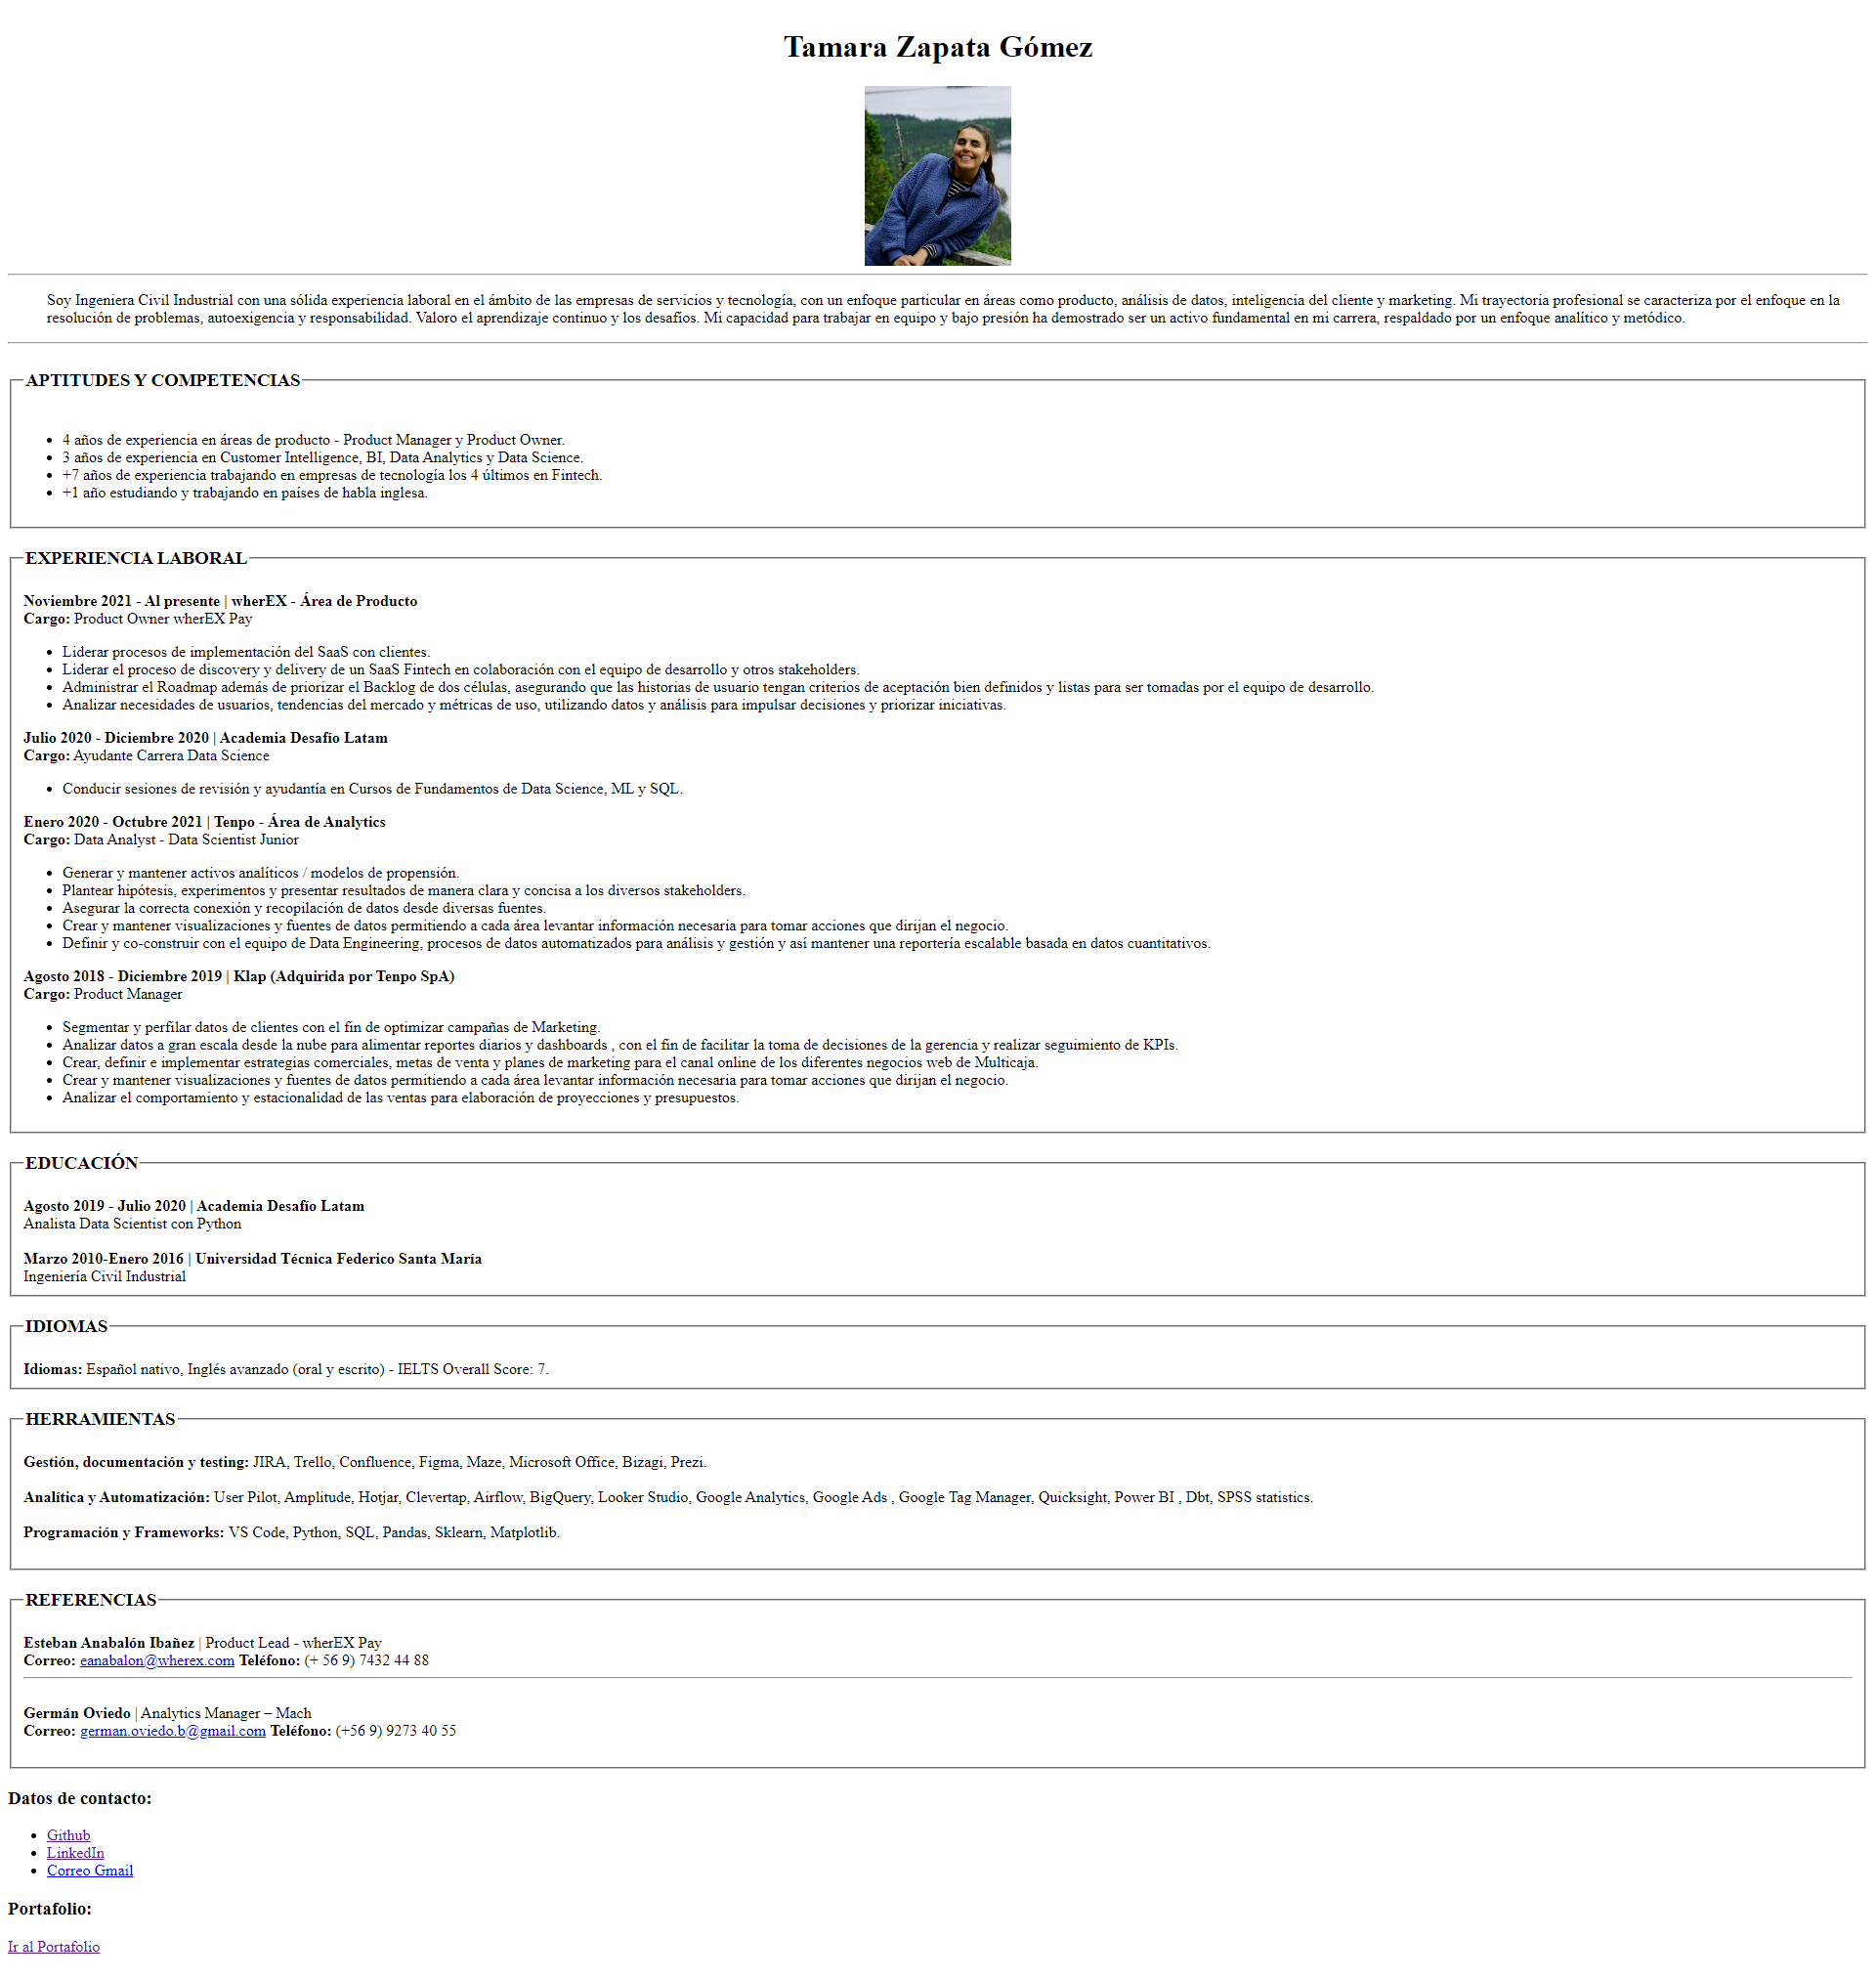 Tamara Zapata Gómez
Soy Ingeniera Civil Industrial con una sólida experiencia laboral en el ámbito de las empresas de servicios y tecnología, con un enfoque particular en áreas como producto, análisis de datos, inteligencia del cliente y marketing. Mi trayectoria profesional se caracteriza por el enfoque en la
resolución de problemas, autoexigencia y responsabilidad. Valoro el aprendizaje continuo y los desafíos. Mi capacidad para trabajar en equipo y bajo presión ha demostrado ser un activo fundamental en mi carrera, respaldado por un enfoque analítico y metódico.
APTITUDES Y COMPETENCIAS
• 4 años de experiencia en áreas de producto - Product Manager y Product Owner.
• 3 años de experiencia en Customer Intelligence, BI, Data Analytics y Data Science.
• +7 años de experiencia trabajando en empresas de tecnología los 4 últimos en Fintech.
• +1 año estudiando y trabajando en países de habla inglesa.
EXPERIENCIA LABORAL
Noviembre 2021 - Al presente | wherEX - Área de Producto
Cargo: Product Owner wherEX Pay
• Liderar procesos de implementación del SaaS con clientes.
• Liderar el proceso de discovery y delivery de un SaaS Fintech en colaboración con el equipo de desarrollo y otros stakeholders.
• Administrar el Roadmap además de priorizar el Backlog de dos células, asegurando que las historias de usuario tengan criterios de aceptación bien definidos y listas para ser tomadas por el equipo de desarrollo.
• Analizar necesidades de usuarios, tendencias del mercado y métricas de uso, utilizando datos y análisis para impulsar decisiones y priorizar iniciativas.
Julio 2020 - Diciembre 2020 | Academia Desafío Latam
Cargo: Ayudante Carrera Data Science
• Conducir sesiones de revisión y ayudantía en Cursos de Fundamentos de Data Science, ML y SQL.
Enero 2020 - Octubre 2021 | Tenpo - Área de Analytics
Cargo: Data Analyst - Data Scientist Junior
• Generar y mantener activos analíticos / modelos de propensión.
• Plantear hipótesis, experimentos y presentar resultados de manera clara y concisa a los diversos stakeholders.
• Asegurar la correcta conexión y recopilación de datos desde diversas fuentes.
• Crear y mantener visualizaciones y fuentes de datos permitiendo a cada área levantar información necesaria para tomar acciones que dirijan el negocio.
• Definir y co-construir con el equipo de Data Engineering, procesos de datos automatizados para análisis y gestión y así mantener una reportería escalable basada en datos cuantitativos.
Agosto 2018 - Diciembre 2019 | Klap (Adquirida por Tenpo SpA)
Cargo: Product Manager
• Segmentar y perfilar datos de clientes con el fin de optimizar campañas de Marketing.
• Analizar datos a gran escala desde la nube para alimentar reportes diarios y dashboards , con el fin de facilitar la toma de decisiones de la gerencia y realizar seguimiento de KPIs.
• Crear, definir e implementar estrategias comerciales, metas de venta y planes de marketing para el canal online de los diferentes negocios web de Multicaja.
• Crear y mantener visualizaciones y fuentes de datos permitiendo a cada área levantar información necesaria para tomar acciones que dirijan el negocio.
• Analizar el comportamiento y estacionalidad de las ventas para elaboración de proyecciones y presupuestos.
EDUCACIÓN
Agosto 2019 - Julio 2020 | Academia Desafío Latam
Analista Data Scientist con Python
Marzo 2010-Enero 2016 | Universidad Técnica Federico Santa María
Ingeniería Civil Industrial
IDIOMAS
Idiomas: Español nativo, Inglés avanzado (oral y escrito) - IELTS Overall Score: 7.
HERRAMIENTAS
Gestión, documentación y testing: JIRA, Trello, Confluence, Figma, Maze, Microsoft Office, Bizagi, Prezi.
Analítica y Automatización: User Pilot, Amplitude, Hotjar, Clevertap, Airflow, BigQuery, Looker Studio, Google Analytics, Google Ads , Google Tag Manager, Quicksight, Power BI , Dbt, SPSS statistics.
Programación y Frameworks: VS Code, Python, SQL, Pandas, Sklearn, Matplotlib.
REFERENCIAS
Esteban Anabalón Ibañez | Product Lead - wherEX Pay
Correo: eanabalon@wherex.com Teléfono: (+ 56 9) 7432 44 88
Germán Oviedo | Analytics Manager – Mach
Correo: german.oviedo.b@gmail.com Teléfono: (+56 9) 9273 40 55
Datos de contacto:
• Github
• LinkedIn
• Correo Gmail
Portafolio:
Ir al Portafolio